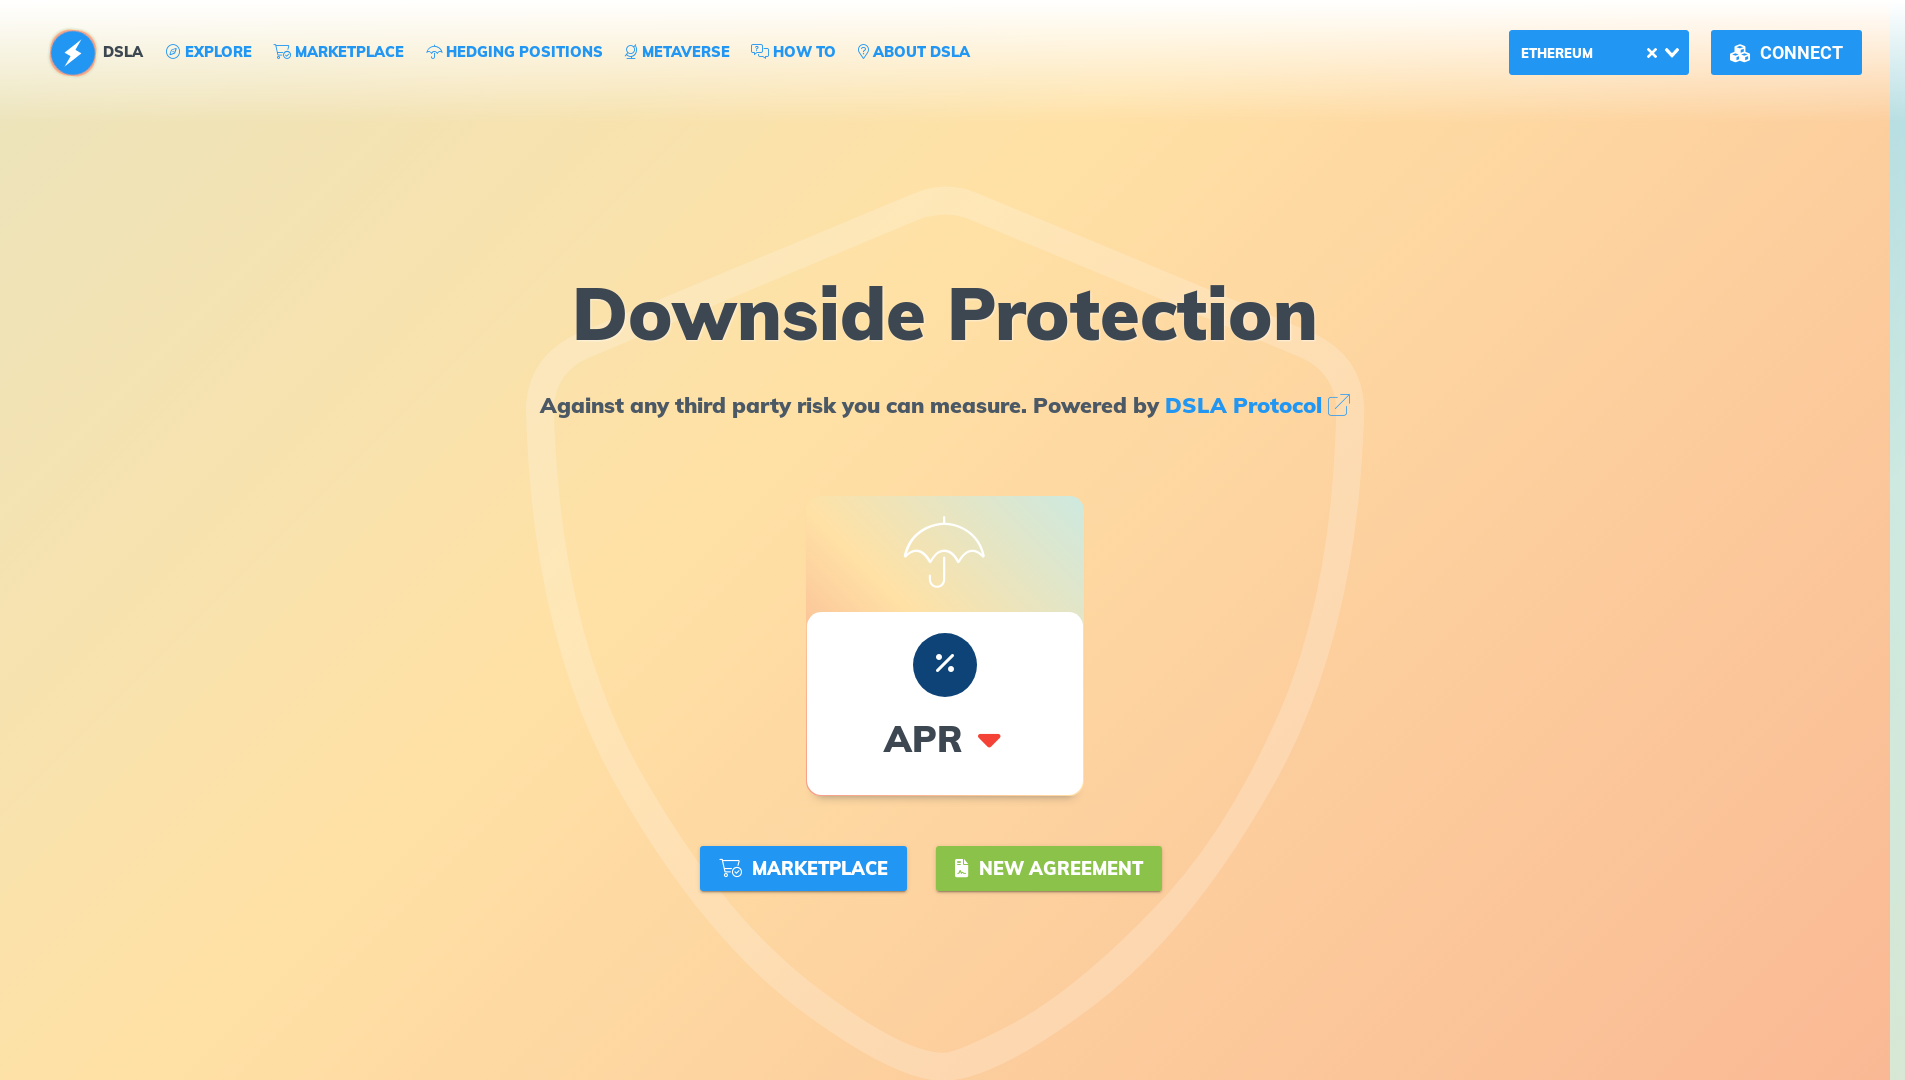 DSLA EXPLORE MARKETPLACE HEDGING POSITIONS METAVERSE HOW TO ABOUT DSLA ETHEREUM CONNECT
Downside Protection
Against any third party risk you can measure. Powered by DSLA Protocol
APR
MARKETPLACE NEW AGREEMENT